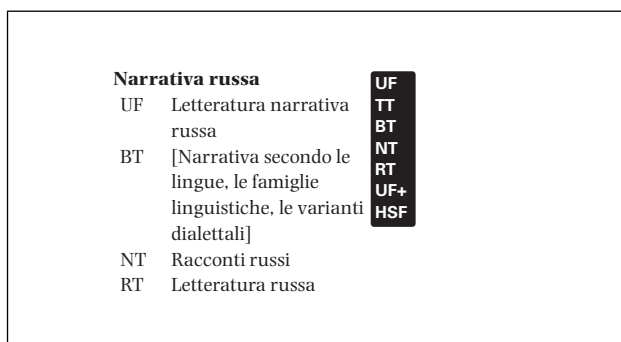 Narrativa russa
UF Letteratura narrativa
russa
BT [Narrativa secondo le
lingue, le famiglie
linguistiche, le varianti
dialettali]
NT Racconti russi
RT Letteratura russa
UF
TT
BT
NT
RT
UF+
HSF